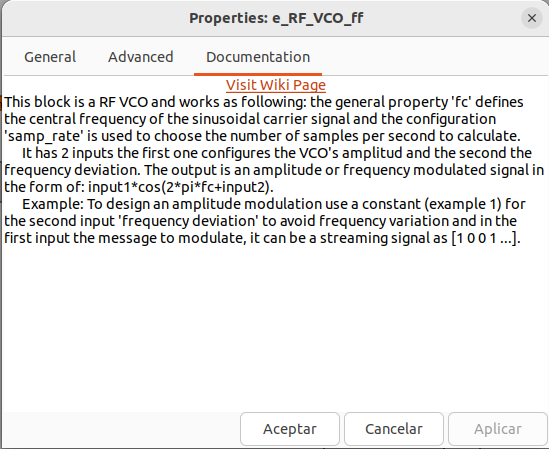 Properties: e_RF_VCO_ff
General Advanced Documentation
Visit Wiki Page
This block is a RF VCO and works as following: the general property 'fc' defines
the central frequency of the sinusoidal carrier signal and the configuration
'samp_rate' is used to choose the number of samples per second to calculate.
It has 2 inputs the first one configures the VCO's amplitud and the second the
frequency deviation. The output is an amplitude or frequency modulated signal in
the form of: input1*cos(2*pi*fc+input2).
Example: To design an amplitude modulation use a constant (example 1) for
the second input 'frequency deviation' to avoid frequency variation and in the
first input the message to modulate, it can be a streaming signal as [1 0 0 1 ...].
Aceptar Cancelar Aplicar